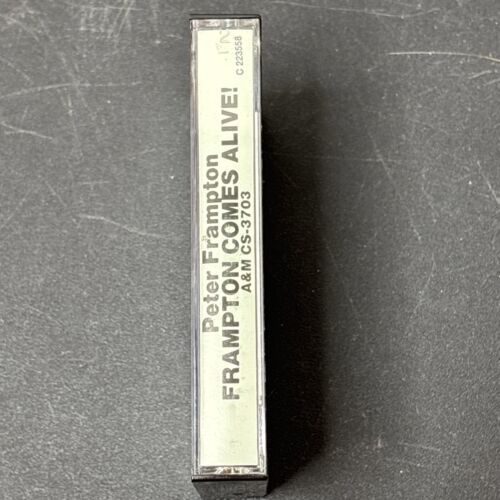 Peter Frampton
FRAMPTON COMES ALIVE!
A&M CS-3703
C 223558